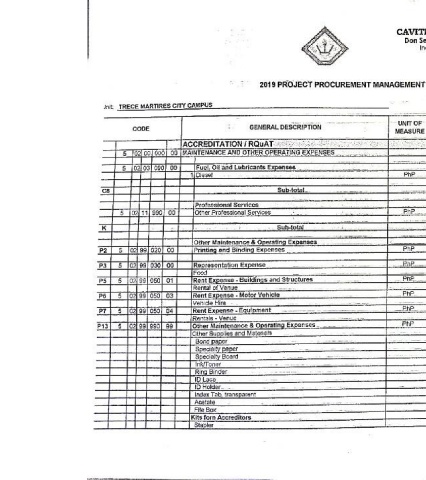 CAVIT
Don Se
In
2019 PROJECT PROCUREMENT MANAGEMENT
Unit: TRECE MARTIRES CITY CAMPUS
CODE GENERAL DESCRIPTION UNIT OF MEASURE
ACCREDITATION / RQuAT
5 02 00 000 00 MAINTENANCE AND OTHER OPERATING EXPENSES
5 02 03 090 00 Fuel, Oil and Lubricants Expenses
1. Diesel PhP
C8 Sub-total
Professional Services
5 02 11 990 00 Other Professional Services PhP
K Sub-total
Other Maintenance & Operating Expenses
P2 5 02 99 020 00 Printing and Binding Expenses PhP
P3 5 02 99 030 00 Representation Expense PhP
Food
P5 5 02 99 050 01 Rent Expense - Buildings and Structures PhP
Rental of Venue
P6 5 02 99 050 03 Rent Expense - Motor Vehicle PhP
Vehicle Hire
P7 5 02 99 050 04 Rent Expense - Equipment PhP
Rentals - Venue
P13 5 02 99 990 99 Other Maintenance & Operating Expenses PhP
Other Supplies and Materials
Bond paper
Specialty paper
Specialty Board
Ink/Toner
Ring Binder
ID Lace
ID Holder
Index Tab, transparent
Acetate
File Box
Kits forn Accreditors
Stapler